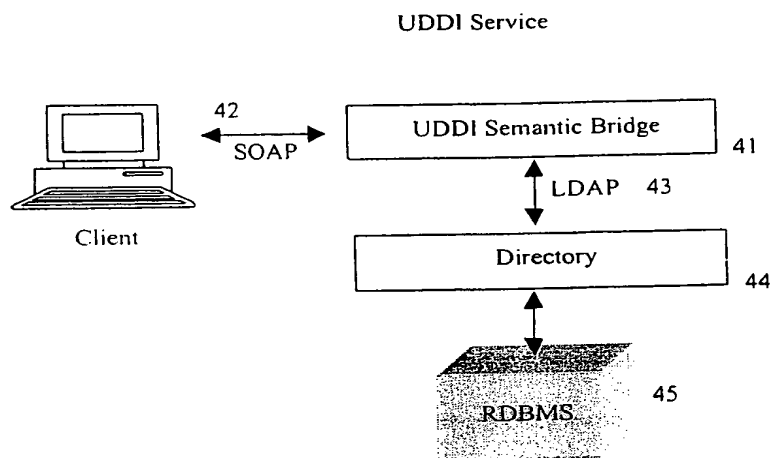 UDDI Service
42
SOAP
UDDI Semantic Bridge
41
LDAP 43
Client
Directory
44
RDBMS
45